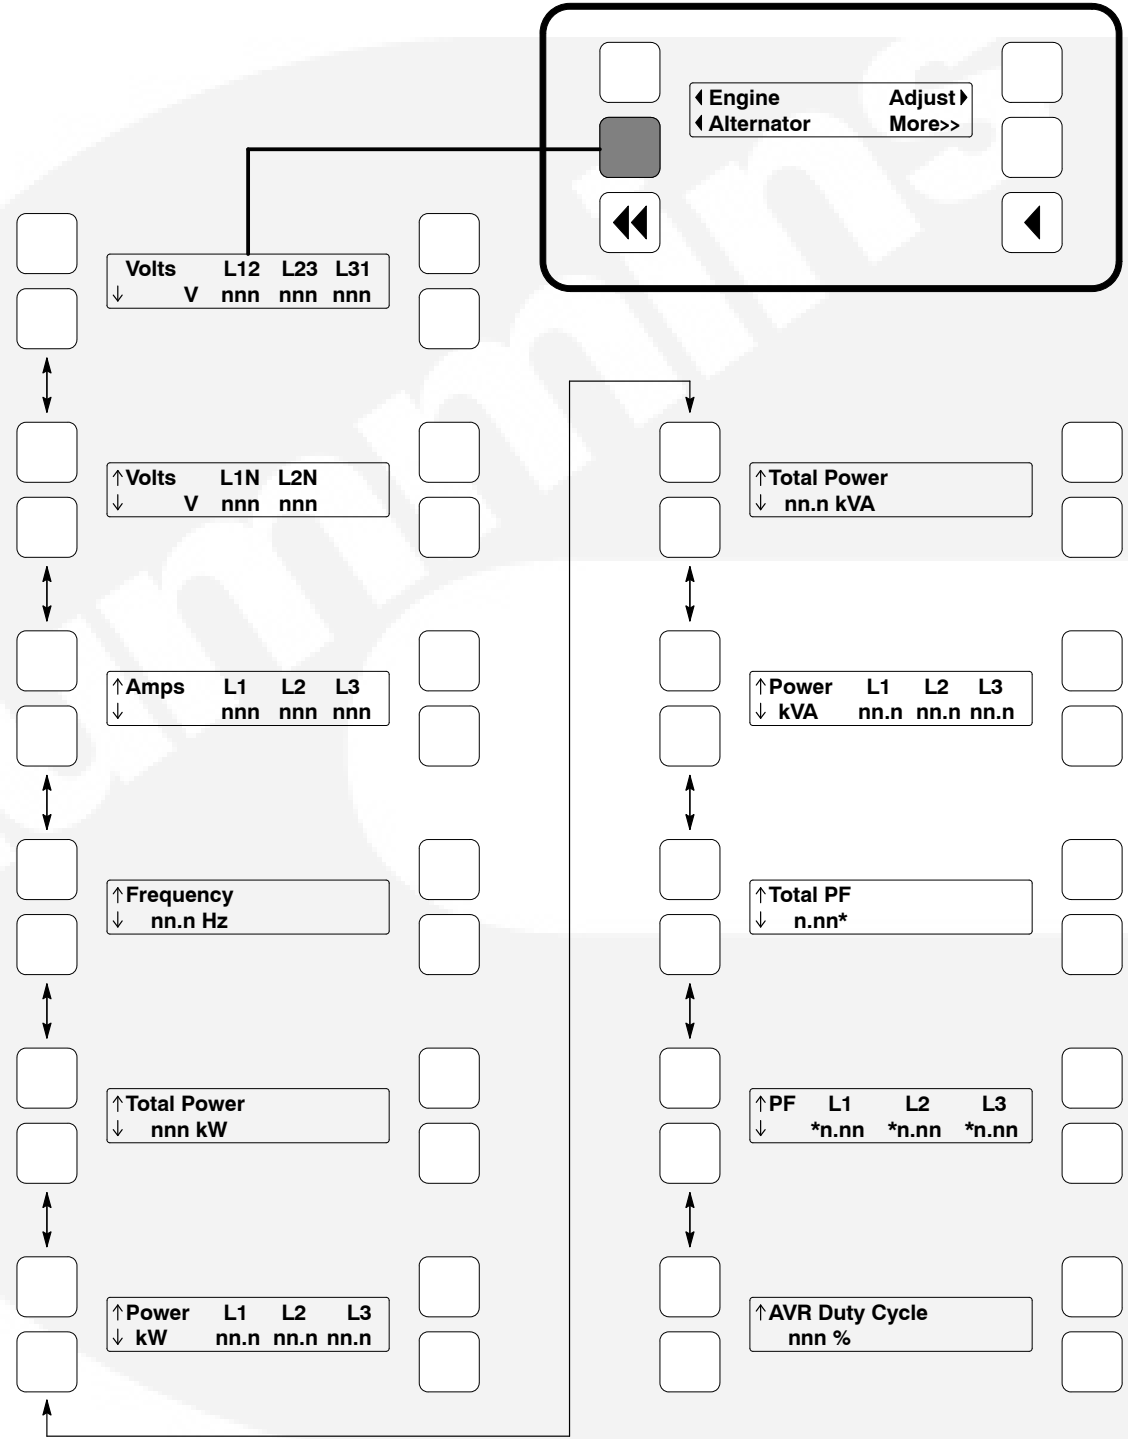 ◀ Engine Adjust ▶
◀ Alternator More>>
Volts L12 L23 L31
↓ V nnn nnn nnn
↑ Volts L1N L2N
↓ V nnn nnn
↑ Amps L1 L2 L3
↓ nnn nnn nnn
↑ Frequency
↓ nn.n Hz
↑ Total Power
↓ nnn kW
↑ Power L1 L2 L3
↓ kW nn.n nn.n nn.n
↑ Total Power
↓ nn.n kVA
↑ Power L1 L2 L3
↓ kVA nn.n nn.n nn.n
↑ Total PF
↓ n.nn*
↑ PF L1 L2 L3
↓ *n.nn *n.nn *n.nn
↑ AVR Duty Cycle
nnn %
cummins